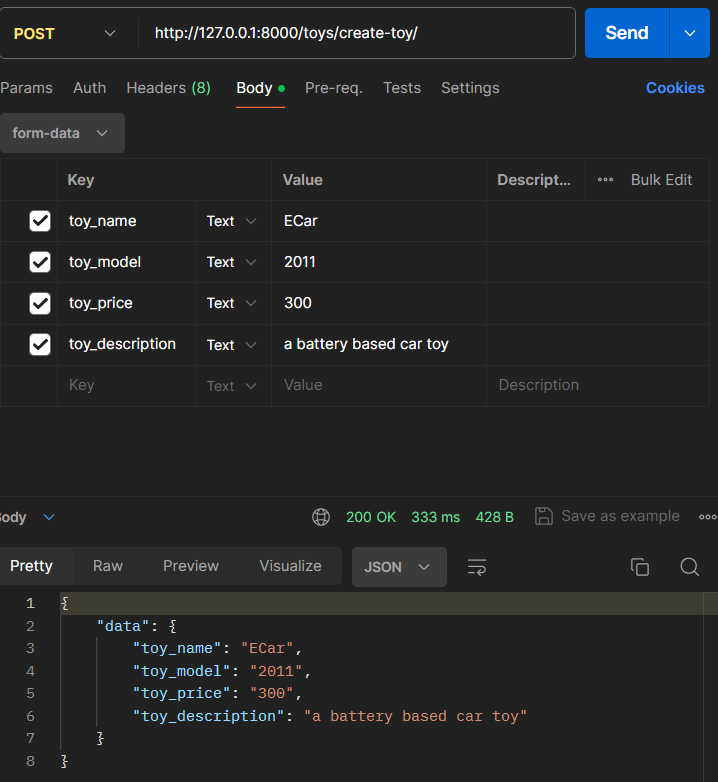 POST http://127.0.0.1:8000/toys/create-toy/ Send
Params Auth Headers (8) Body Pre-req. Tests Settings Cookies
form-data
Key Value Descript... ••• Bulk Edit
toy_name Text ECar
toy_model Text 2011
toy_price Text 300
toy_description Text a battery based car toy
Key Text Value Description
Body 200 OK 333 ms 428 B Save as example •••
Pretty Raw Preview Visualize JSON
1 {
2 "data": {
3 "toy_name": "ECar",
4 "toy_model": "2011",
5 "toy_price": "300",
6 "toy_description": "a battery based car toy"
7 }
8 }